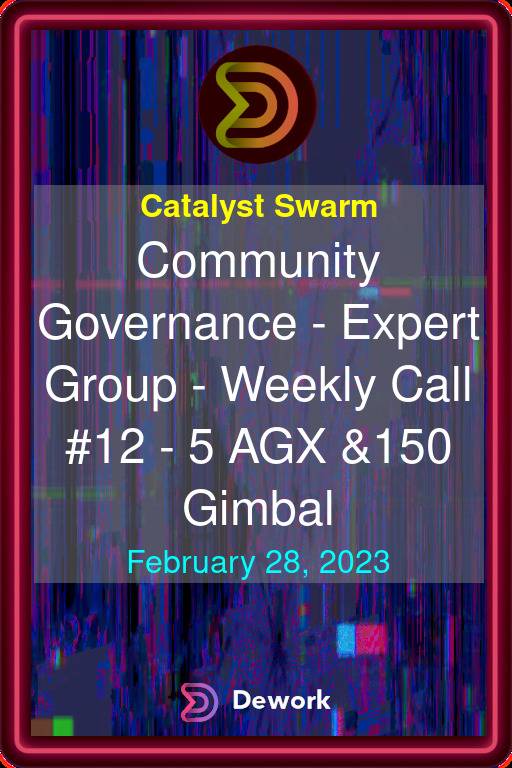 Catalyst Swarm
Community
Governance - Expert
Group - Weekly Call
#12 - 5 AGX &150
Gimbal
February 28, 2023
Dework